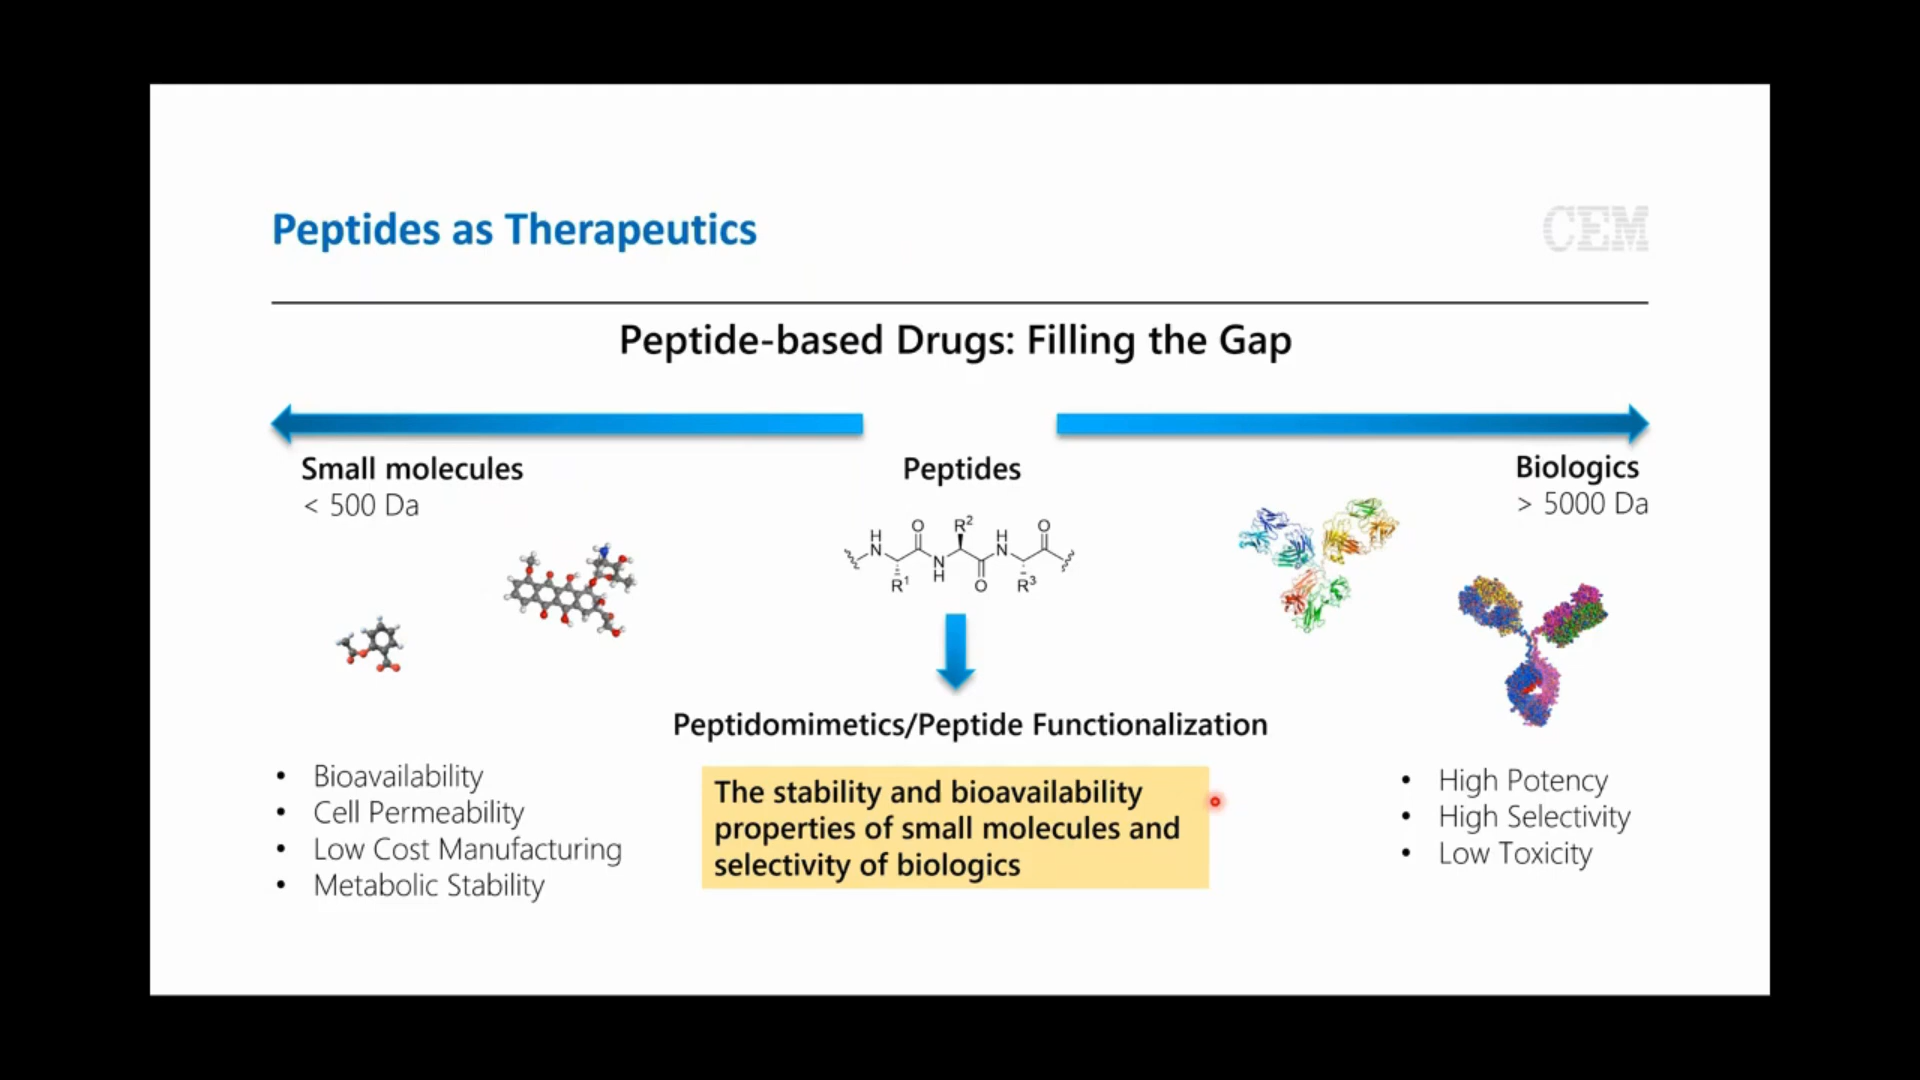 Peptides as Therapeutics
CEM
Peptide-based Drugs: Filling the Gap
Small molecules
< 500 Da
Peptides
Biologics
> 5000 Da
H
N
R¹
O
N
H
R²
O
H
N
R³
O
Peptidomimetics/Peptide Functionalization
• Bioavailability
• Cell Permeability
• Low Cost Manufacturing
• Metabolic Stability
The stability and bioavailability
properties of small molecules and
selectivity of biologics
• High Potency
• High Selectivity
• Low Toxicity